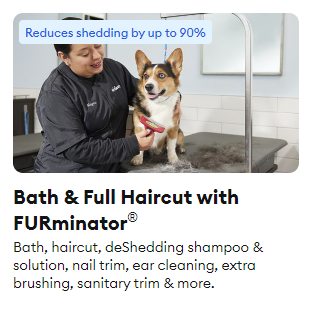 Reduces shedding by up to 90%
Bath & Full Haircut with
FURminator®
Bath, haircut, deShedding shampoo &
solution, nail trim, ear cleaning, extra
brushing, sanitary trim & more.